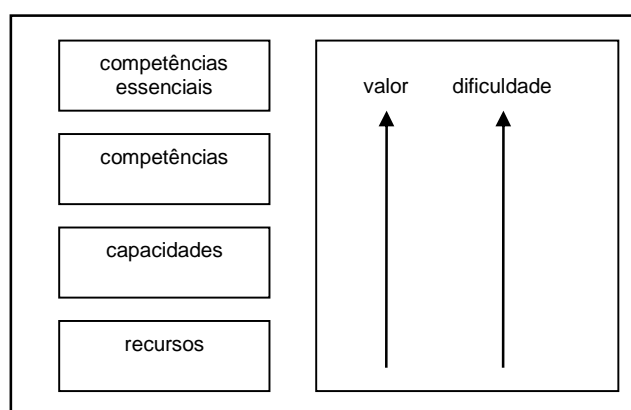 competências
essenciais
valor
dificuldade
competências
capacidades
recursos